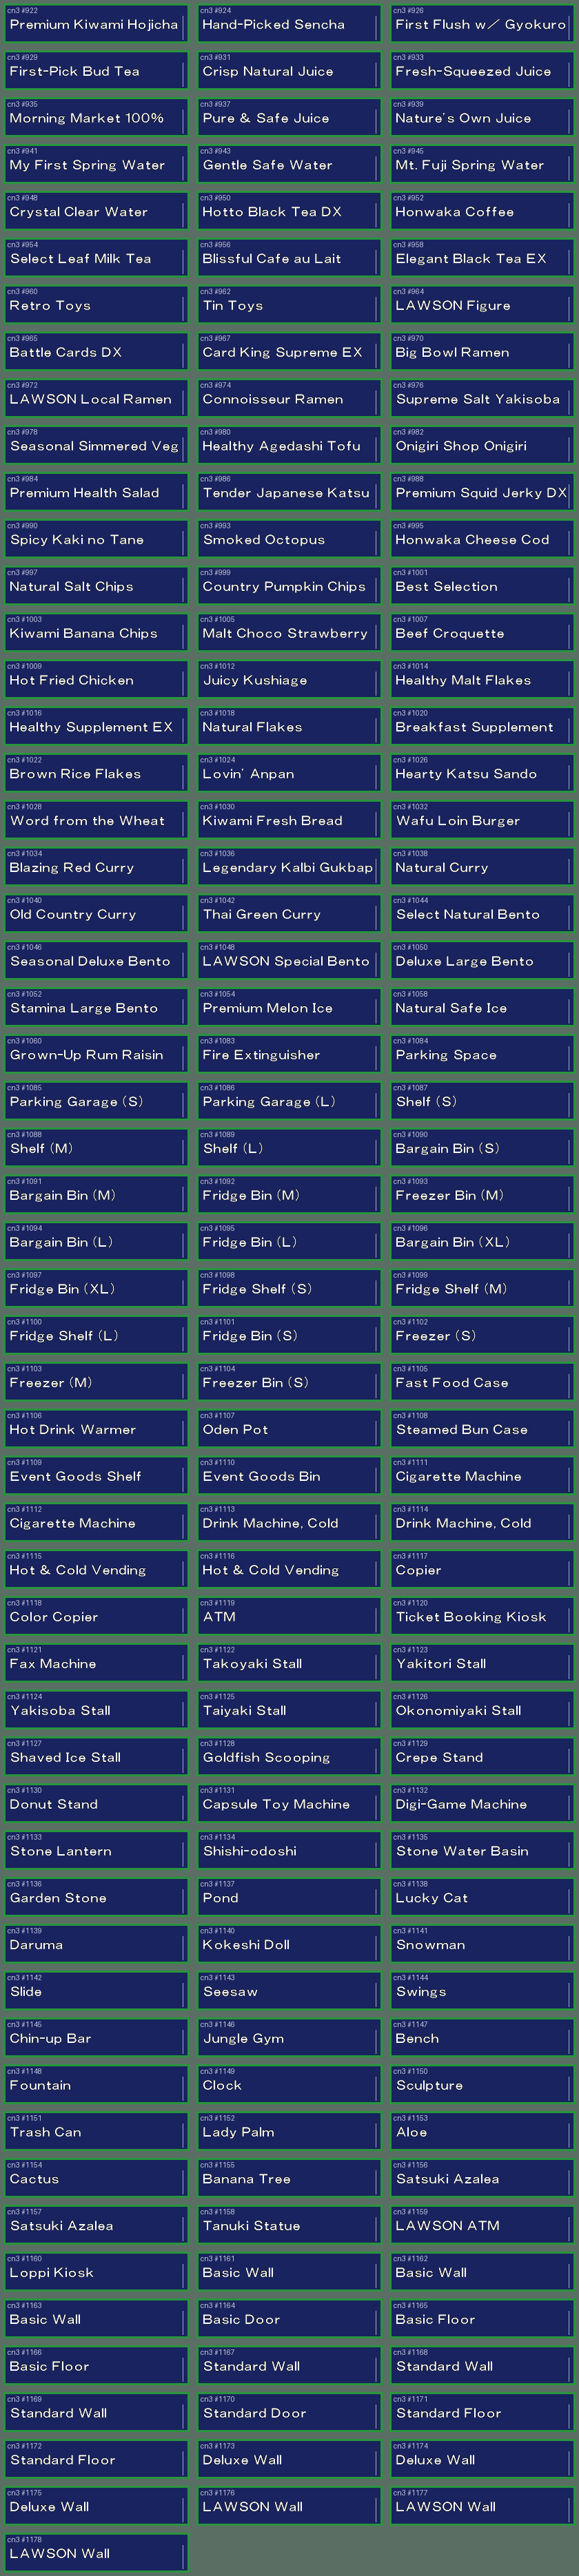 cn3 #922
Premium Kiwami Hojicha
cn3 #924
Hand-Picked Sencha
cn3 #926
First Flush w/ Gyokuro
cn3 #929
First-Pick Bud Tea
cn3 #931
Crisp Natural Juice
cn3 #933
Fresh-Squeezed Juice
cn3 #935
Morning Market 100%
cn3 #937
Pure & Safe Juice
cn3 #939
Nature's Own Juice
cn3 #941
My First Spring Water
cn3 #943
Gentle Safe Water
cn3 #945
Mt. Fuji Spring Water
cn3 #948
Crystal Clear Water
cn3 #950
Hotto Black Tea DX
cn3 #952
Honwaka Coffee
cn3 #954
Select Leaf Milk Tea
cn3 #956
Blissful Cafe au Lait
cn3 #958
Elegant Black Tea EX
cn3 #960
Retro Toys
cn3 #962
Tin Toys
cn3 #964
LAWSON Figure
cn3 #965
Battle Cards DX
cn3 #967
Card King Supreme EX
cn3 #970
Big Bowl Ramen
cn3 #972
LAWSON Local Ramen
cn3 #974
Connoisseur Ramen
cn3 #976
Supreme Salt Yakisoba
cn3 #978
Seasonal Simmered Veg
cn3 #980
Healthy Agedashi Tofu
cn3 #982
Onigiri Shop Onigiri
cn3 #984
Premium Health Salad
cn3 #986
Tender Japanese Katsu
cn3 #988
Premium Squid Jerky DX
cn3 #990
Spicy Kaki no Tane
cn3 #993
Smoked Octopus
cn3 #995
Honwaka Cheese Cod
cn3 #997
Natural Salt Chips
cn3 #999
Country Pumpkin Chips
cn3 #1001
Best Selection
cn3 #1003
Kiwami Banana Chips
cn3 #1005
Malt Choco Strawberry
cn3 #1007
Beef Croquette
cn3 #1009
Hot Fried Chicken
cn3 #1012
Juicy Kushiage
cn3 #1014
Healthy Malt Flakes
cn3 #1016
Healthy Supplement EX
cn3 #1018
Natural Flakes
cn3 #1020
Breakfast Supplement
cn3 #1022
Brown Rice Flakes
cn3 #1024
Lovin' Anpan
cn3 #1026
Hearty Katsu Sando
cn3 #1028
Word from the Wheat
cn3 #1030
Kiwami Fresh Bread
cn3 #1032
Wafu Loin Burger
cn3 #1034
Blazing Red Curry
cn3 #1036
Legendary Kalbi Gukbap
cn3 #1038
Natural Curry
cn3 #1040
Old Country Curry
cn3 #1042
Thai Green Curry
cn3 #1044
Select Natural Bento
cn3 #1046
Seasonal Deluxe Bento
cn3 #1048
LAWSON Special Bento
cn3 #1050
Deluxe Large Bento
cn3 #1052
Stamina Large Bento
cn3 #1054
Premium Melon Ice
cn3 #1058
Natural Safe Ice
cn3 #1060
Grown-Up Rum Raisin
cn3 #1083
Fire Extinguisher
cn3 #1084
Parking Space
cn3 #1085
Parking Garage (S)
cn3 #1086
Parking Garage (L)
cn3 #1087
Shelf (S)
cn3 #1088
Shelf (M)
cn3 #1089
Shelf (L)
cn3 #1090
Bargain Bin (S)
cn3 #1091
Bargain Bin (M)
cn3 #1092
Fridge Bin (M)
cn3 #1093
Freezer Bin (M)
cn3 #1094
Bargain Bin (L)
cn3 #1095
Fridge Bin (L)
cn3 #1096
Bargain Bin (XL)
cn3 #1097
Fridge Bin (XL)
cn3 #1098
Fridge Shelf (S)
cn3 #1099
Fridge Shelf (M)
cn3 #1100
Fridge Shelf (L)
cn3 #1101
Fridge Bin (S)
cn3 #1102
Freezer (S)
cn3 #1103
Freezer (M)
cn3 #1104
Freezer Bin (S)
cn3 #1105
Fast Food Case
cn3 #1106
Hot Drink Warmer
cn3 #1107
Oden Pot
cn3 #1108
Steamed Bun Case
cn3 #1109
Event Goods Shelf
cn3 #1110
Event Goods Bin
cn3 #1111
Cigarette Machine
cn3 #1112
Cigarette Machine
cn3 #1113
Drink Machine, Cold
cn3 #1114
Drink Machine, Cold
cn3 #1115
Hot & Cold Vending
cn3 #1116
Hot & Cold Vending
cn3 #1117
Copier
cn3 #1118
Color Copier
cn3 #1119
ATM
cn3 #1120
Ticket Booking Kiosk
cn3 #1121
Fax Machine
cn3 #1122
Takoyaki Stall
cn3 #1123
Yakitori Stall
cn3 #1124
Yakisoba Stall
cn3 #1125
Taiyaki Stall
cn3 #1126
Okonomiyaki Stall
cn3 #1127
Shaved Ice Stall
cn3 #1128
Goldfish Scooping
cn3 #1129
Crepe Stand
cn3 #1130
Donut Stand
cn3 #1131
Capsule Toy Machine
cn3 #1132
Digi-Game Machine
cn3 #1133
Stone Lantern
cn3 #1134
Shishi-odoshi
cn3 #1135
Stone Water Basin
cn3 #1136
Garden Stone
cn3 #1137
Pond
cn3 #1138
Lucky Cat
cn3 #1139
Daruma
cn3 #1140
Kokeshi Doll
cn3 #1141
Snowman
cn3 #1142
Slide
cn3 #1143
Seesaw
cn3 #1144
Swings
cn3 #1145
Chin-up Bar
cn3 #1146
Jungle Gym
cn3 #1147
Bench
cn3 #1148
Fountain
cn3 #1149
Clock
cn3 #1150
Sculpture
cn3 #1151
Trash Can
cn3 #1152
Lady Palm
cn3 #1153
Aloe
cn3 #1154
Cactus
cn3 #1155
Banana Tree
cn3 #1156
Satsuki Azalea
cn3 #1157
Satsuki Azalea
cn3 #1158
Tanuki Statue
cn3 #1159
LAWSON ATM
cn3 #1160
Loppi Kiosk
cn3 #1161
Basic Wall
cn3 #1162
Basic Wall
cn3 #1163
Basic Wall
cn3 #1164
Basic Door
cn3 #1165
Basic Floor
cn3 #1166
Basic Floor
cn3 #1167
Standard Wall
cn3 #1168
Standard Wall
cn3 #1169
Standard Wall
cn3 #1170
Standard Door
cn3 #1171
Standard Floor
cn3 #1172
Standard Floor
cn3 #1173
Deluxe Wall
cn3 #1174
Deluxe Wall
cn3 #1175
Deluxe Wall
cn3 #1176
LAWSON Wall
cn3 #1177
LAWSON Wall
cn3 #1178
LAWSON Wall